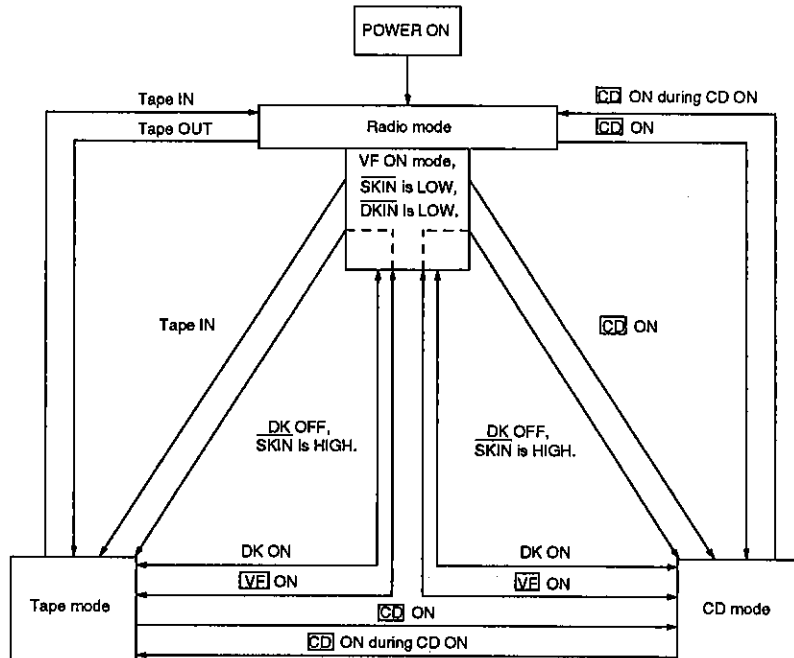 POWER ON
Tape IN
CD ON during CD ON
Radio mode
Tape OUT
CD ON
VF ON mode,
SKIN is LOW,
DKIN is LOW.
Tape IN
CD ON
DK OFF,
SKIN is HIGH.
DK OFF,
SKIN is HIGH.
DK ON
DK ON
VF ON
VF ON
Tape mode
CD ON
CD mode
CD ON during CD ON